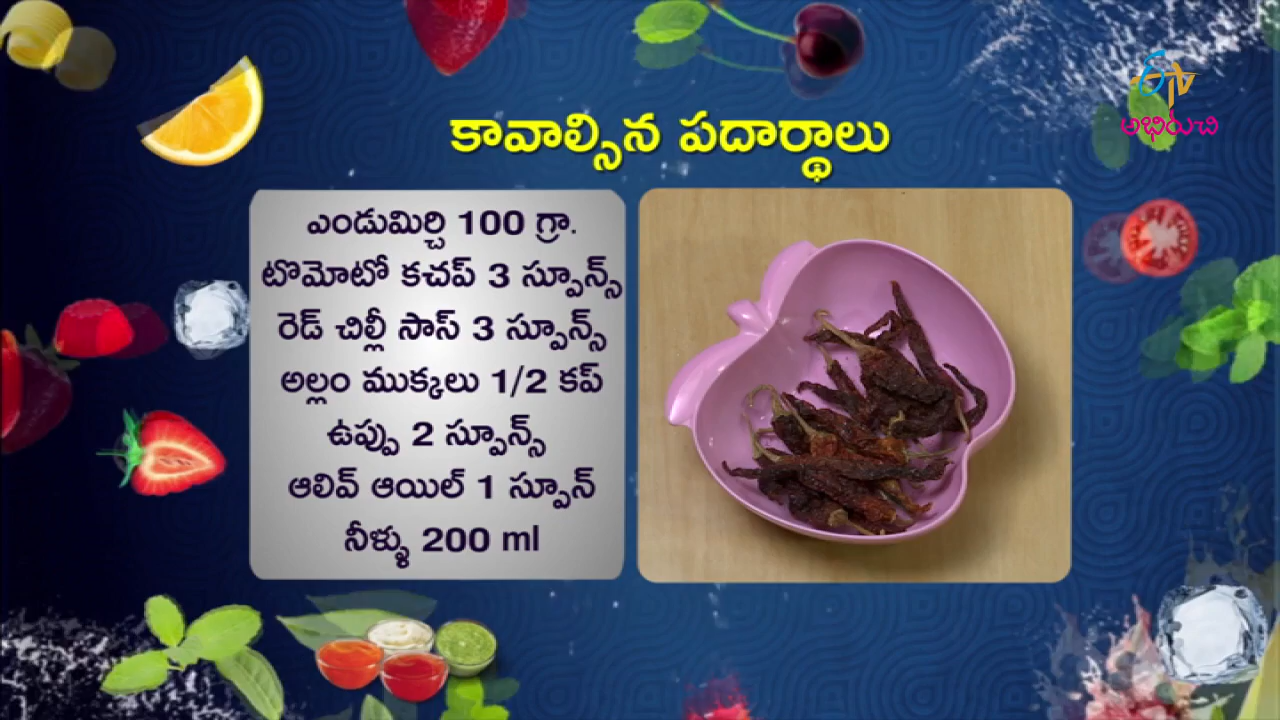 ETV
అభిరుచి
కావాల్సిన పదార్థాలు
ఎండుమిర్చి 100 గ్రా.
టొమోటో కచప్ 3 స్పూన్స్
రెడ్ చిల్లీ సాస్ 3 స్పూన్స్
అల్లం ముక్కలు 1/2 కప్
ఉప్పు 2 స్పూన్స్
ఆలివ్ ఆయిల్ 1 స్పూన్
నీళ్ళు 200 ml